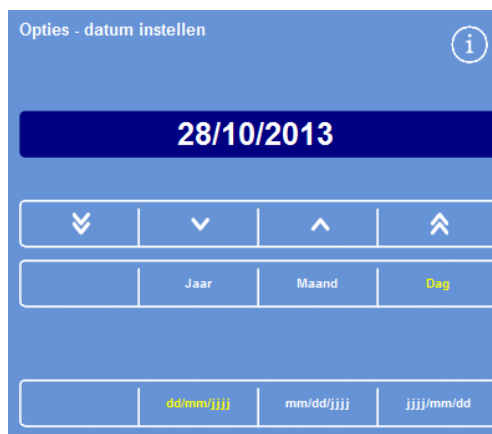 Opties - datum instellen
i
28/10/2013
Jaar Maand Dag
dd/mm/jjjj mm/dd/jjjj jjjj/mm/dd